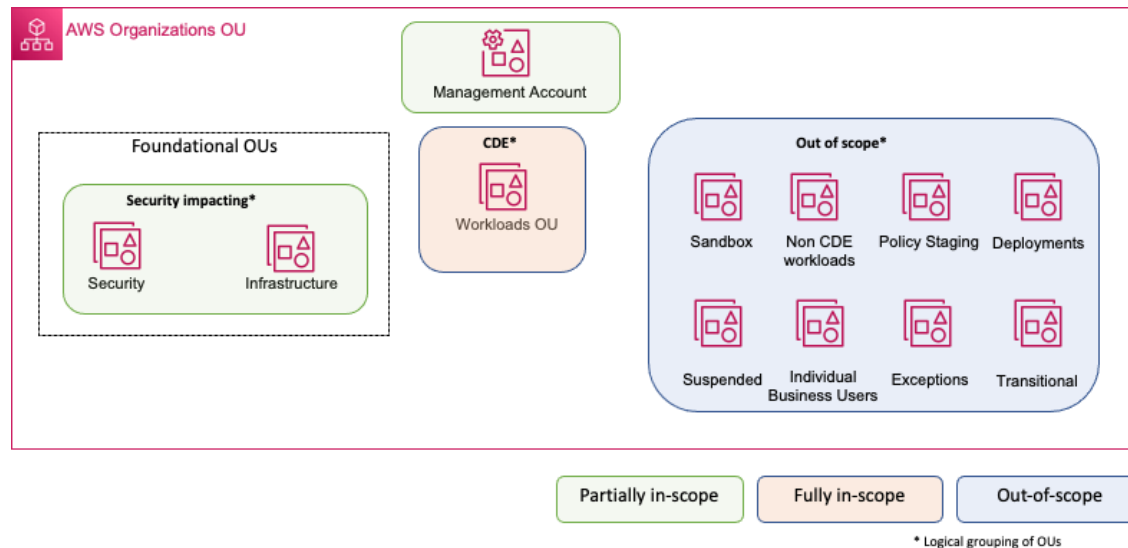 AWS Organizations OU
Management Account
Foundational OUs
Security impacting*
Security
Infrastructure
CDE*
Workloads OU
Out of scope*
Sandbox
Non CDE
workloads
Policy Staging
Deployments
Suspended
Individual
Business Users
Exceptions
Transitional
Partially in-scope
Fully in-scope
Out-of-scope
* Logical grouping of OUs